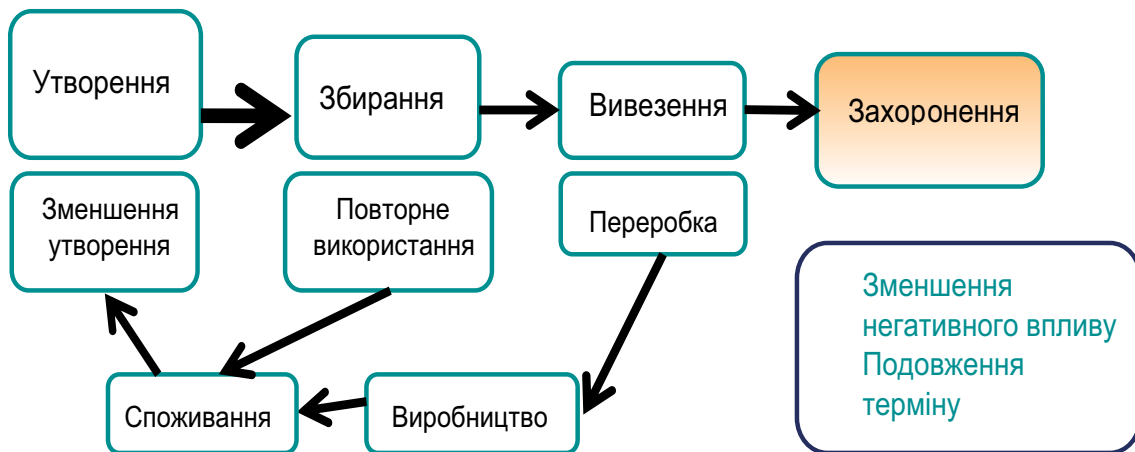 Утворення
Збирання
Вивезення
Захоронення
Зменшення
утворення
Повторне
використання
Переробка
Зменшення
негативного впливу
Подовження
терміну
Споживання
Виробництво